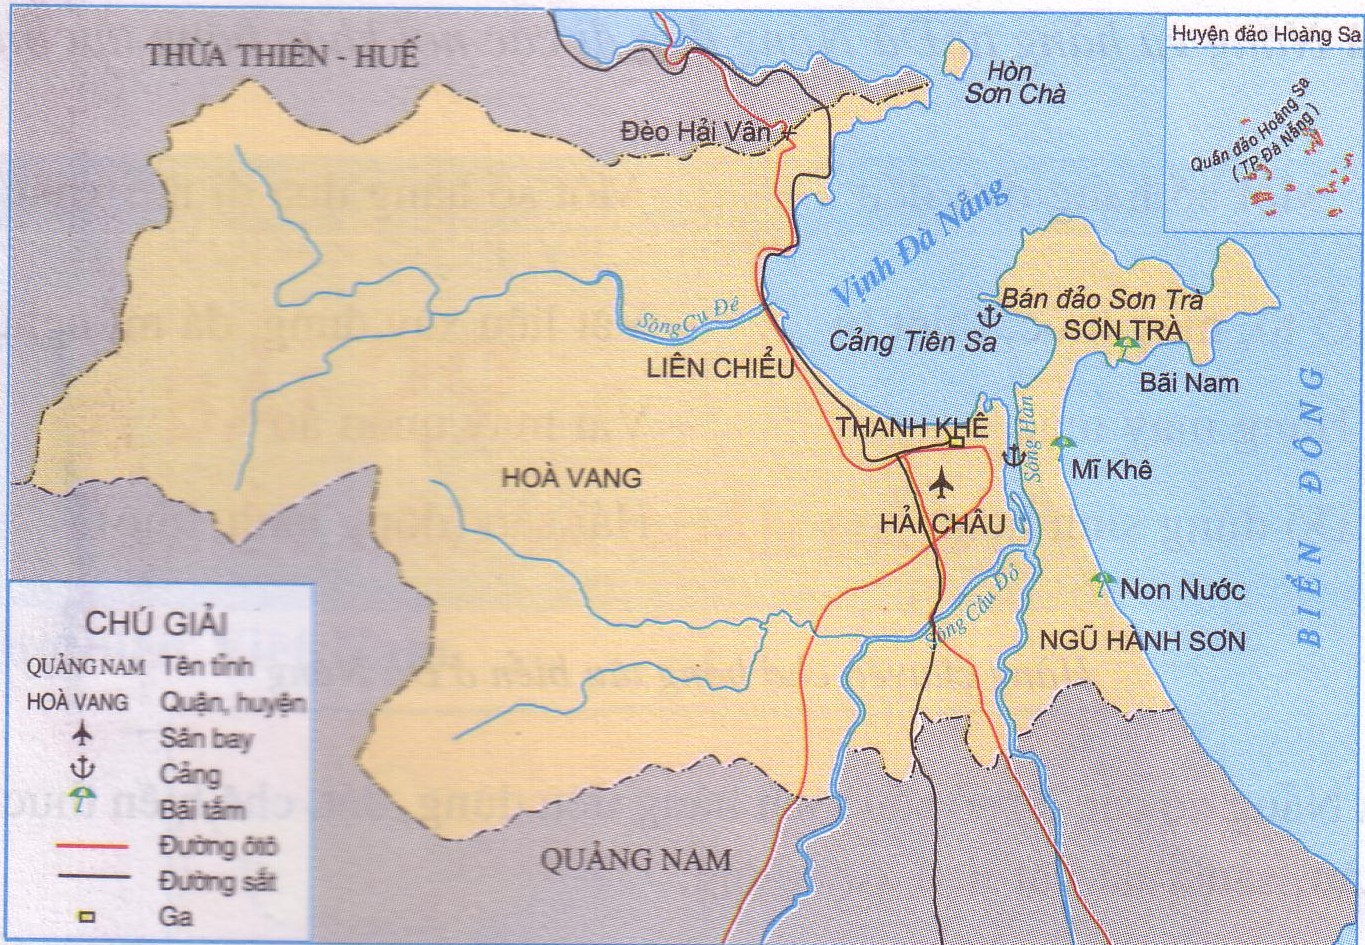 THỪA THIÊN - HUẾ
Huyện đảo Hoàng Sa
Quần đảo Hoàng Sa
( TP. Đà Nẵng )
Hòn
Sơn Chà
Đèo Hải Vân
Vịnh Đà Nẵng
Bán đảo Sơn Trà
SƠN TRÀ
Cảng Tiên Sa
Bãi Nam
Sông Cu Đê
LIÊN CHIỂU
THANH KHÊ
Sông Hàn
Mĩ Khê
BIỂN ĐÔNG
HOÀ VANG
HẢI CHÂU
Non Nước
Sông Cầu Đỏ
NGŨ HÀNH SƠN
QUẢNG NAM
CHÚ GIẢI
QUẢNG NAM Tên tỉnh
HOÀ VANG Quận, huyện
Sân bay
Cảng
Bãi tắm
Đường ôtô
Đường sắt
Ga